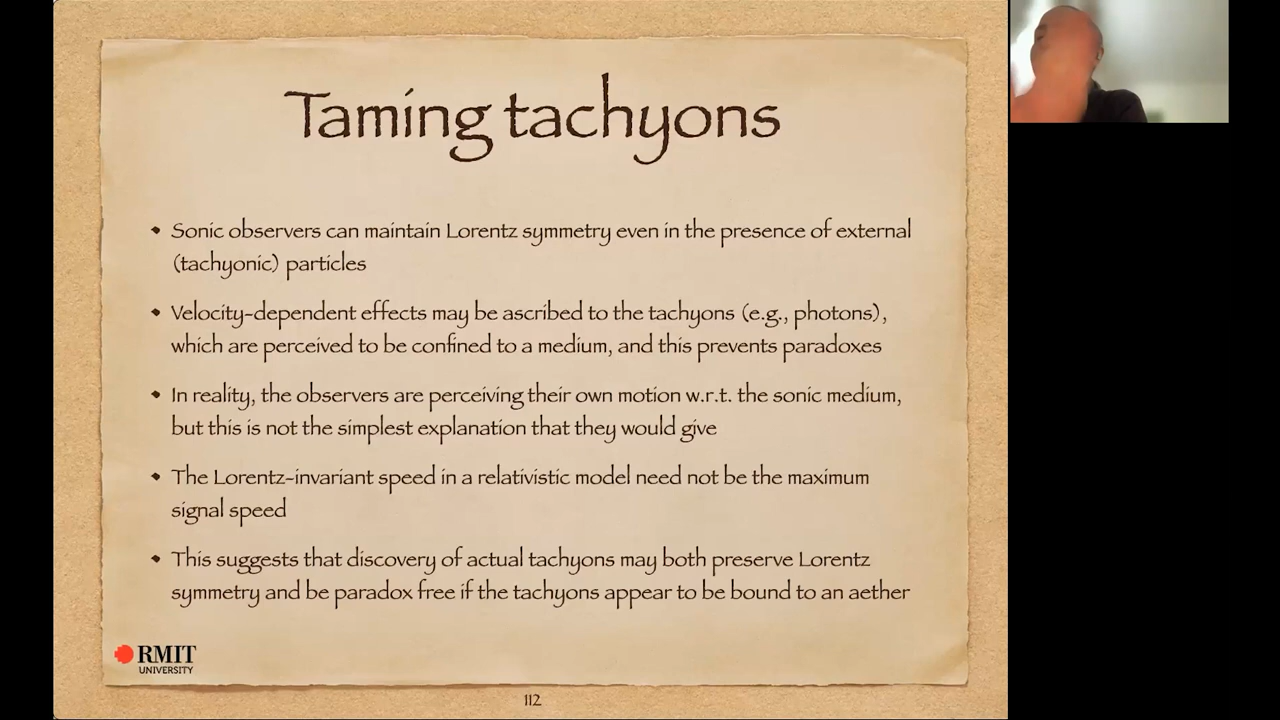 Taming tachyons
• Sonic observers can maintain Lorentz symmetry even in the presence of external
(tachyonic) particles
• Velocity-dependent effects may be ascribed to the tachyons (e.g., photons),
which are perceived to be confined to a medium, and this prevents paradoxes
• In reality, the observers are perceiving their own motion w.r.t. the sonic medium,
but this is not the simplest explanation that they would give
• The Lorentz-invariant speed in a relativistic model need not be the maximum
signal speed
• This suggests that discovery of actual tachyons may both preserve Lorentz
symmetry and be paradox free if the tachyons appear to be bound to an aether
RMIT
UNIVERSITY
112